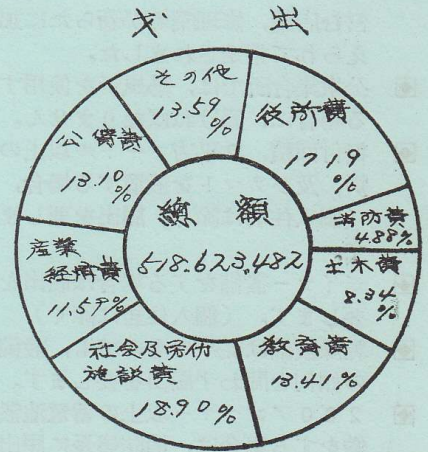 才出
総額
518.623.482
役所費
17.19
%
消防費
4.88%
土木費
8.34
%
教育費
13.41%
社会及労仂
施設費
18.90%
産業
経済費
11.59%
公債費
13.10
%
その他
13.59
%